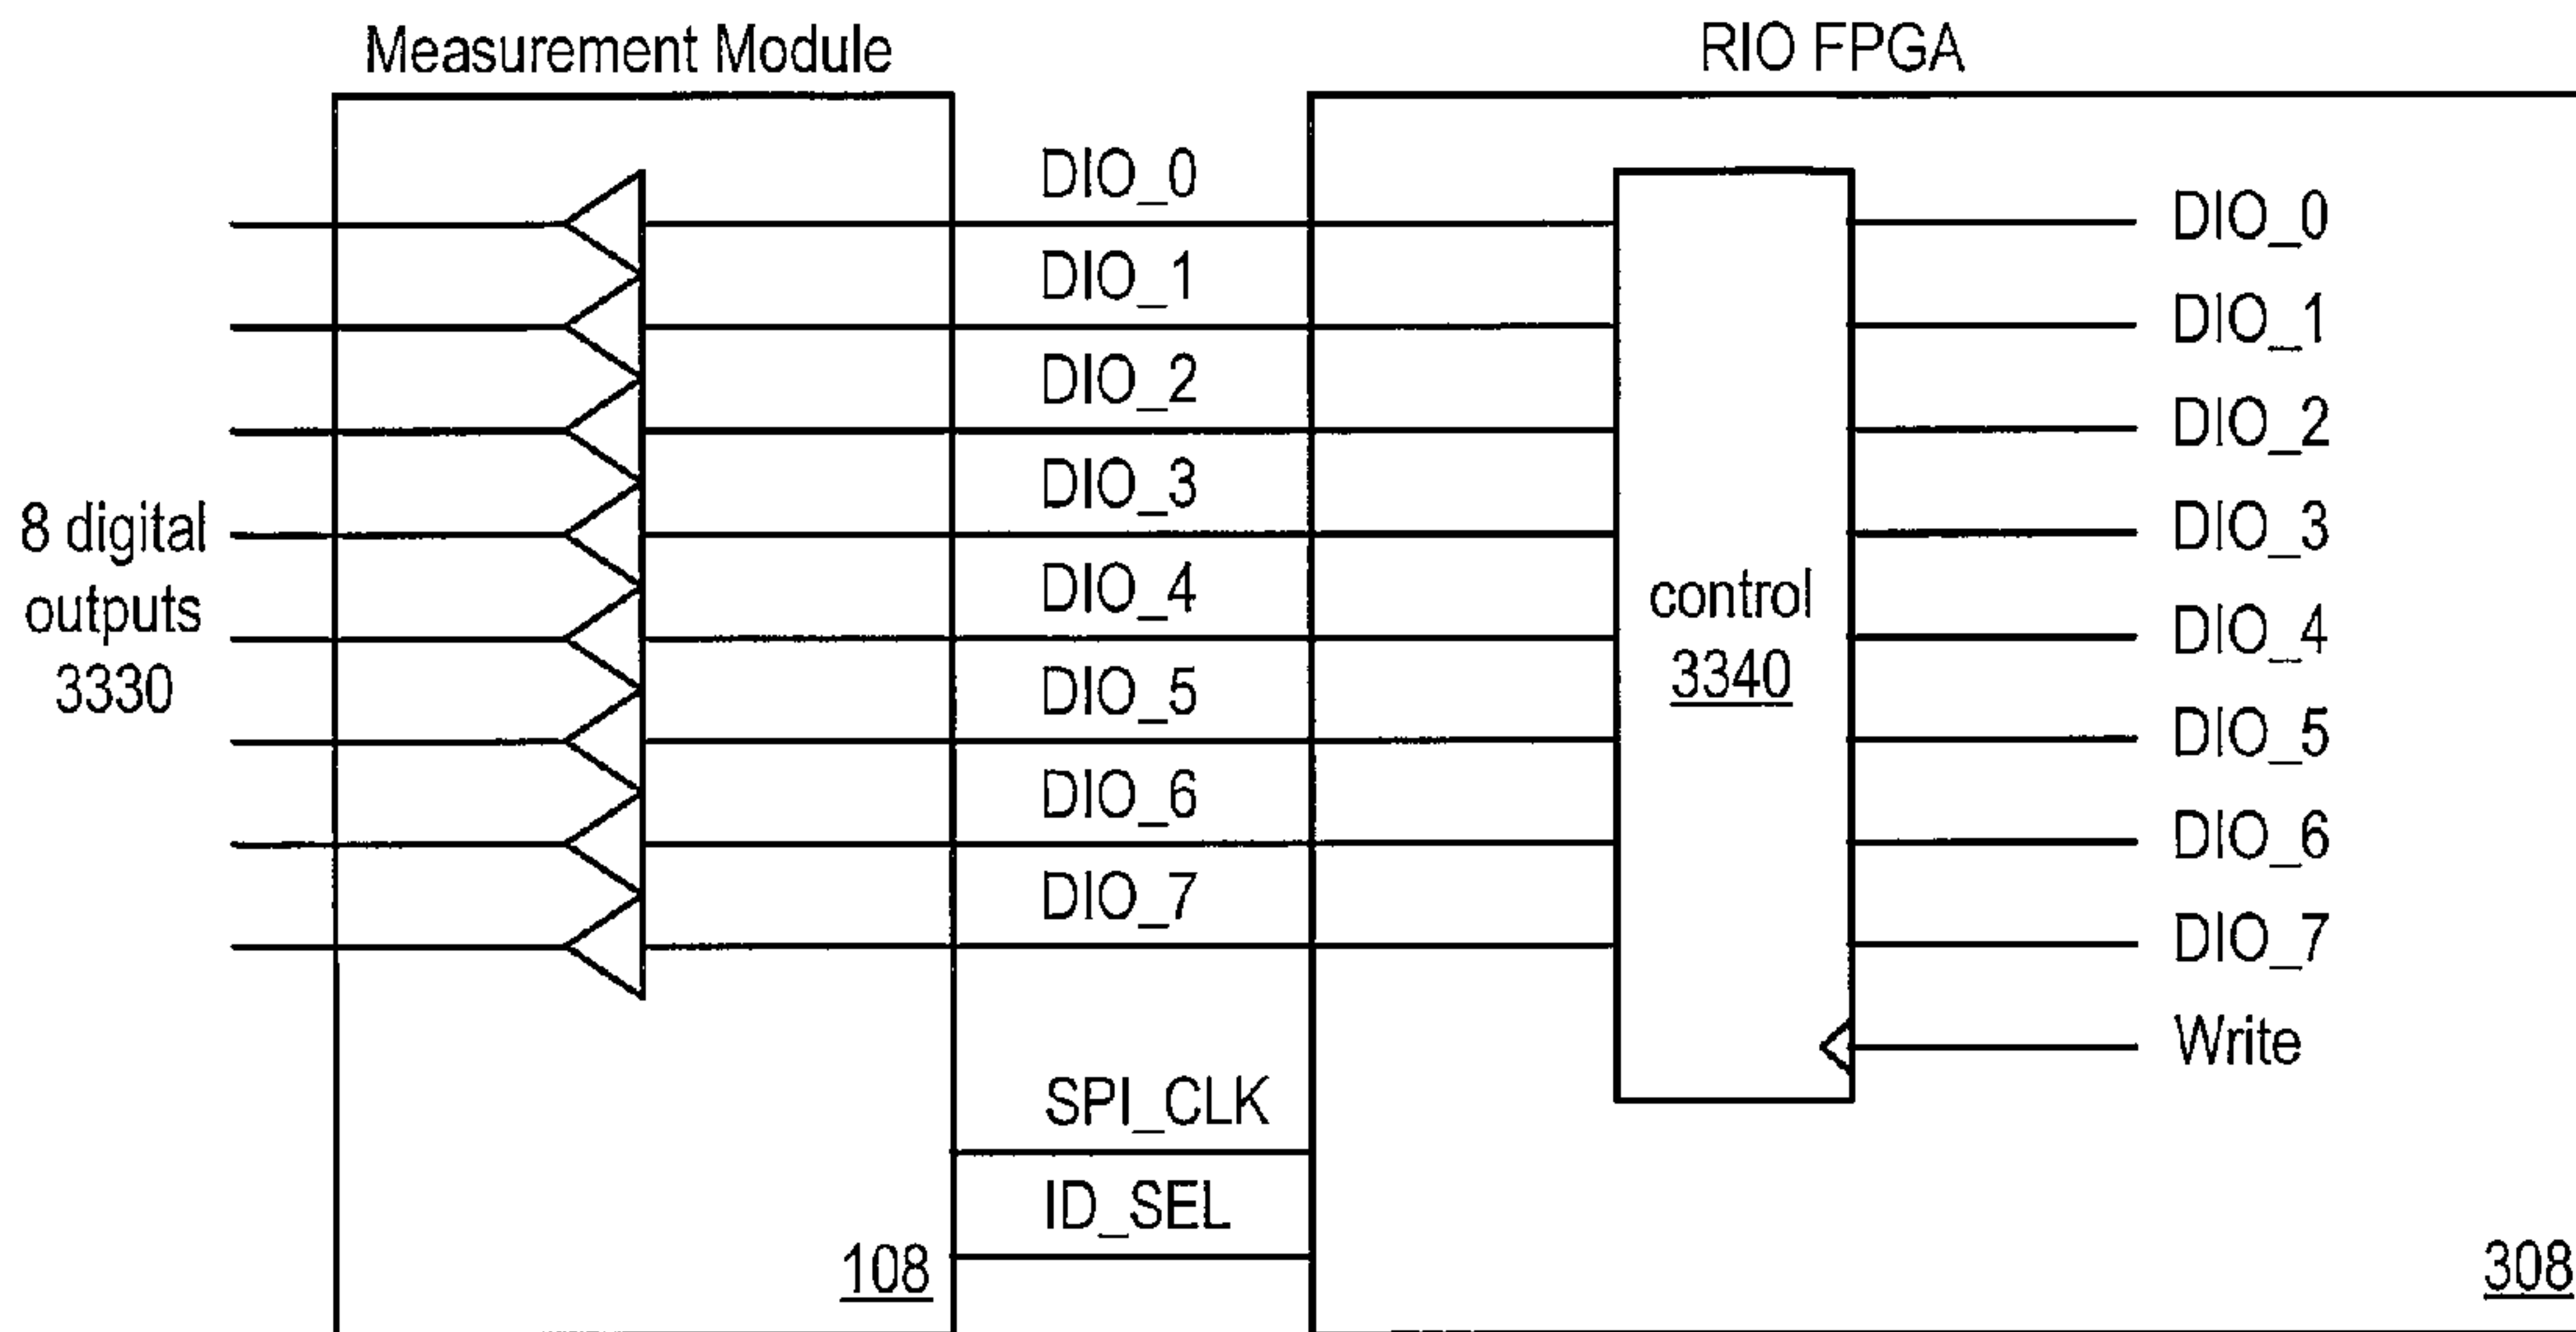 Measurement Module
RIO FPGA
DIO_0
DIO_1
DIO_2
DIO_3
DIO_4
DIO_5
DIO_6
DIO_7
SPI_CLK
ID_SEL
8 digital
outputs
3330
control
3340
DIO_0
DIO_1
DIO_2
DIO_3
DIO_4
DIO_5
DIO_6
DIO_7
Write
108
308